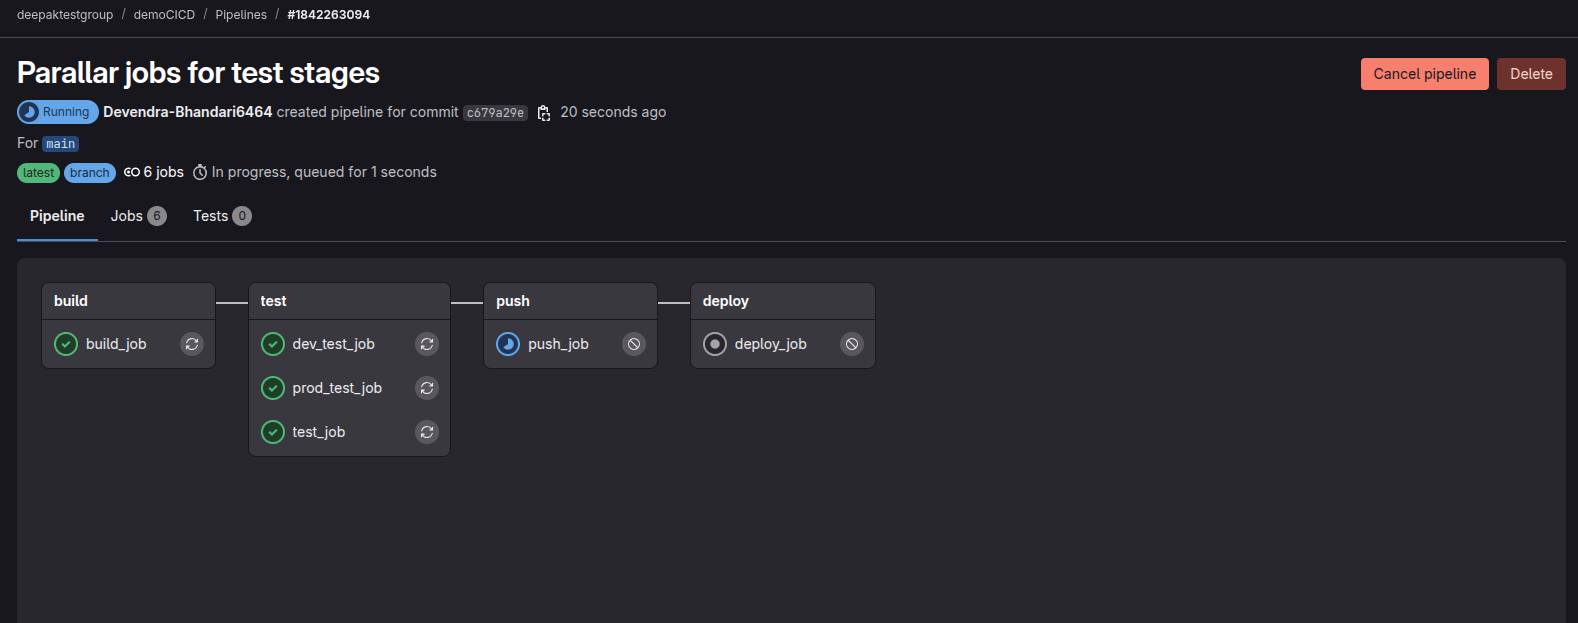 deepaktestgroup / demoCICD / Pipelines / #1842263094
Parallar jobs for test stages
Cancel pipeline
Delete
Running Devendra-Bhandari6464 created pipeline for commit c679a29e 20 seconds ago
For main
latest branch 6 jobs In progress, queued for 1 seconds
Pipeline Jobs 6 Tests 0
build
build_job
test
dev_test_job
prod_test_job
test_job
push
push_job
deploy
deploy_job